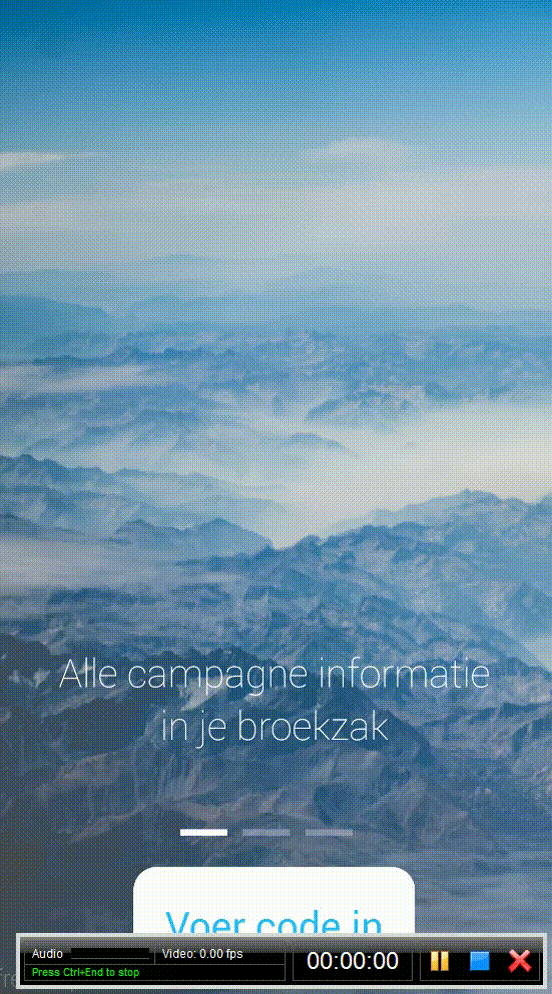 Alle campagne informatie
in je broekzak
Voer code in
Audio
Video: 0.00 fps
00:00:00
Press Ctrl+End to stop